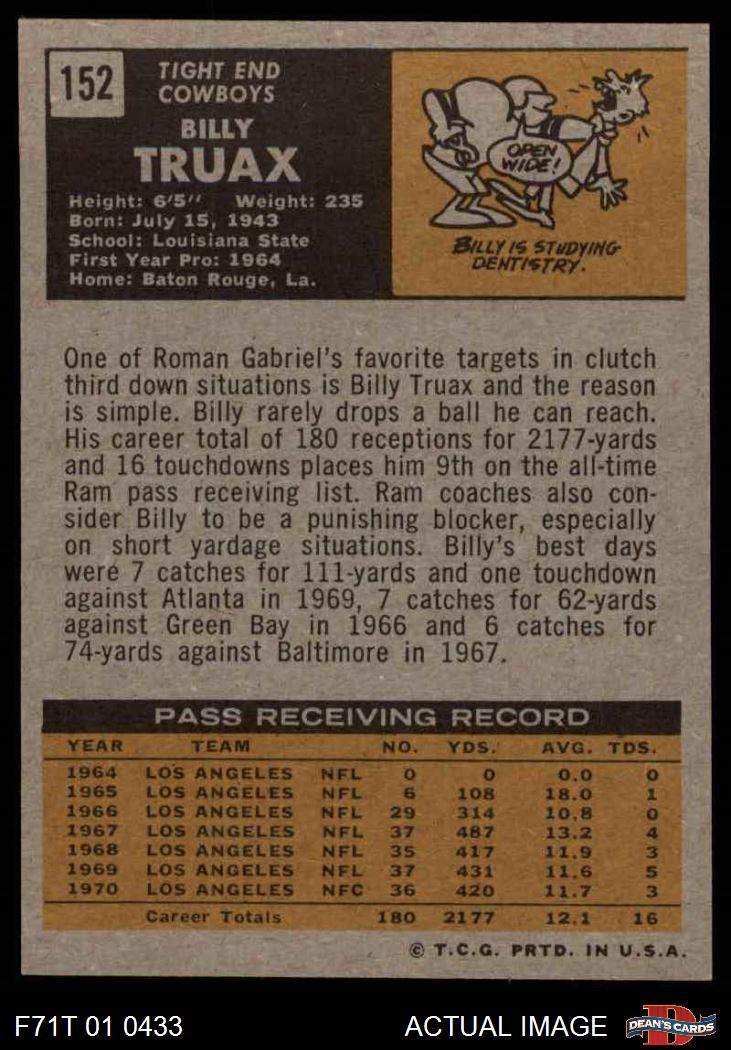 152
TIGHT END
COWBOYS
BILLY
TRUAX
Height: 6'5" Weight: 235
Born: July 15, 1943
School: Louisiana State
First Year Pro: 1964
Home: Baton Rouge, La.
OPEN
WIDE!
BILLY IS STUDYING
DENTISTRY.
One of Roman Gabriel's favorite targets in clutch
third down situations is Billy Truax and the reason
is simple. Billy rarely drops a ball he can reach.
His career total of 180 receptions for 2177-yards
and 16 touchdowns places him 9th on the all-time
Ram pass receiving list. Ram coaches also con-
sider Billy to be a punishing blocker, especially
on short yardage situations. Billy's best days
were 7 catches for 111-yards and one touchdown
against Atlanta in 1969, 7 catches for 62-yards
against Green Bay in 1966 and 6 catches for
74-yards against Baltimore in 1967.
PASS RECEIVING RECORD
YEAR TEAM NO. YDS. AVG. TDS.
1964 LOS ANGELES NFL 0 0 0.0 0
1965 LOS ANGELES NFL 6 108 18.0 1
1966 LOS ANGELES NFL 29 314 10.8 0
1967 LOS ANGELES NFL 37 487 13.2 4
1968 LOS ANGELES NFL 35 417 11.9 3
1969 LOS ANGELES NFL 37 431 11.6 5
1970 LOS ANGELES NFC 36 420 11.7 3
Career Totals 180 2177 12.1 16
© T.C.G. PRTD. IN U.S.A.
F71T 01 0433
ACTUAL IMAGE
D
DEAN'S CARDS